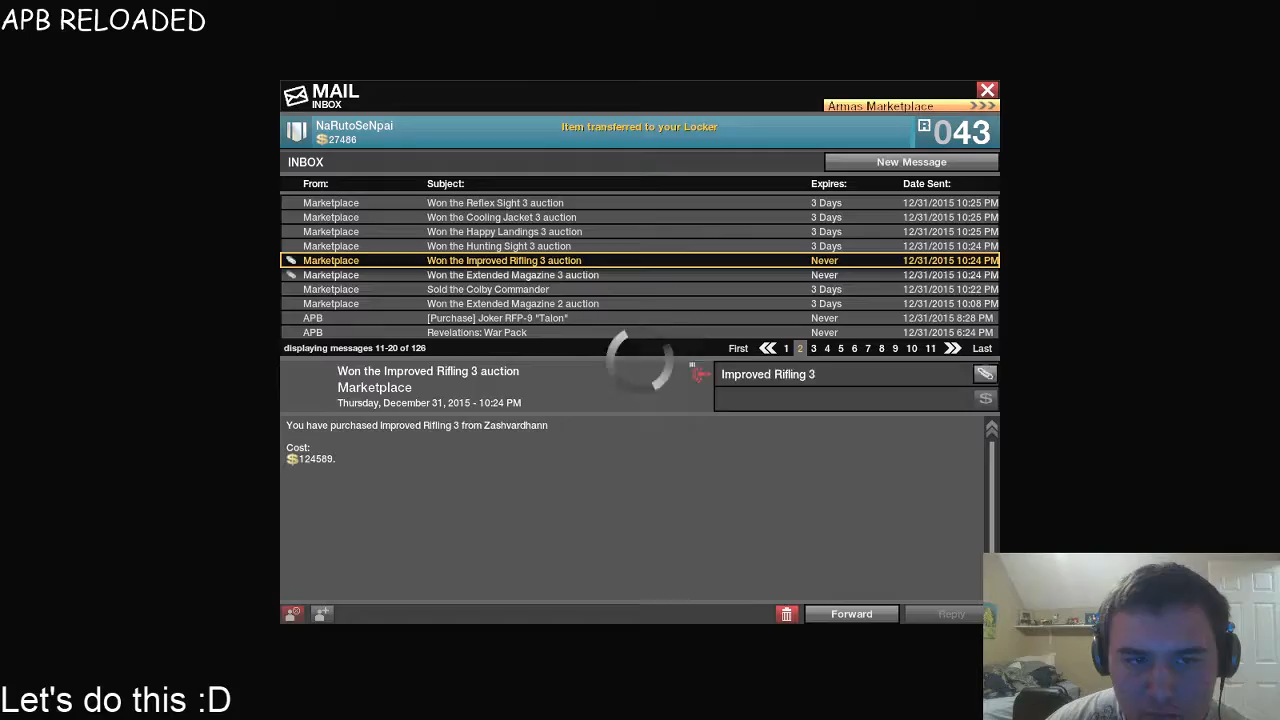 APB RELOADED
MAIL
INBOX
Armas Marketplace >>>
NaRutoSeNpai
$27486
Item transferred to your Locker
R 043
INBOX
New Message
From: Subject: Expires: Date Sent:
Marketplace Won the Reflex Sight 3 auction 3 Days 12/31/2015 10:25 PM
Marketplace Won the Cooling Jacket 3 auction 3 Days 12/31/2015 10:25 PM
Marketplace Won the Happy Landings 3 auction 3 Days 12/31/2015 10:25 PM
Marketplace Won the Hunting Sight 3 auction 3 Days 12/31/2015 10:24 PM
Marketplace Won the Improved Rifling 3 auction Never 12/31/2015 10:24 PM
Marketplace Won the Extended Magazine 3 auction Never 12/31/2015 10:24 PM
Marketplace Sold the Colby Commander 3 Days 12/31/2015 10:22 PM
Marketplace Won the Extended Magazine 2 auction 3 Days 12/31/2015 10:08 PM
APB [Purchase] Joker RFP-9 "Talon" Never 12/31/2015 8:28 PM
APB Revelations: War Pack Never 12/31/2015 6:24 PM
displaying messages 11-20 of 126 First 1 2 3 4 5 6 7 8 9 10 11 Last
Won the Improved Rifling 3 auction
Marketplace
Thursday, December 31, 2015 - 10:24 PM
Improved Rifling 3
$
You have purchased Improved Rifling 3 from Zashvardhann
Cost:
$124589.
Forward
Reply
Let's do this :D